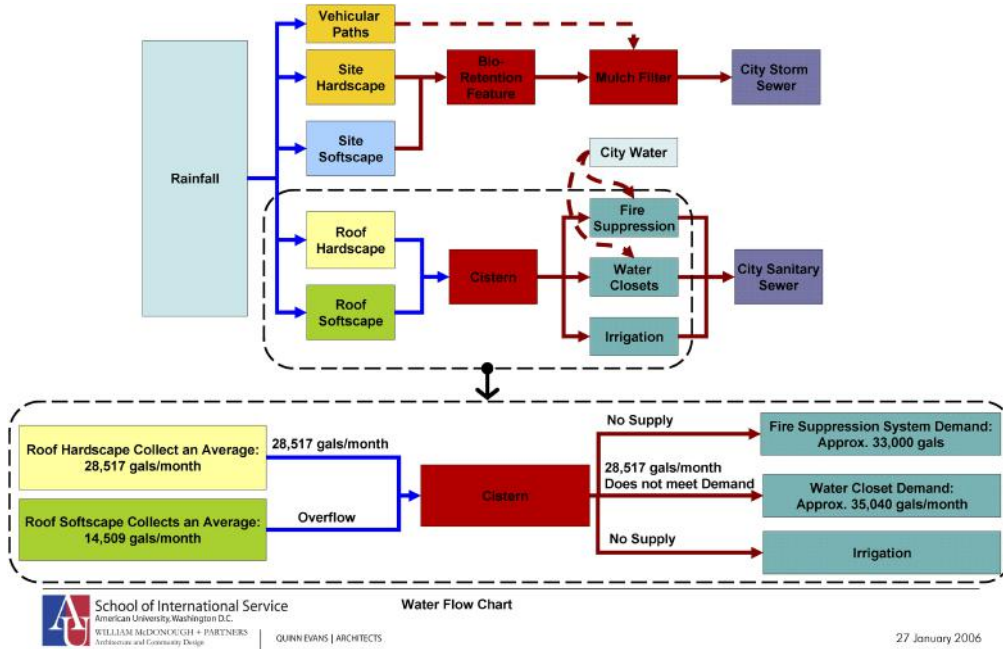 Vehicular
Paths
Site
Hardscape
Bio-
Retention
Feature
Mulch Filter
City Storm
Sewer
Site
Softscape
City Water
Rainfall
Fire
Suppression
Roof
Hardscape
Cistern
Water
Closets
City Sanitary
Sewer
Roof
Softscape
Irrigation
Roof Hardscape Collect an Average:
28,517 gals/month
28,517 gals/month
Roof Softscape Collects an Average:
14,509 gals/month
Overflow
Cistern
No Supply
Fire Suppression System Demand:
Approx. 33,000 gals
28,517 gals/month
Does not meet Demand
Water Closet Demand:
Approx. 35,040 gals/month
No Supply
Irrigation
AU
School of International Service
American University, Washington D.C.
WILLIAM McDONOUGH + PARTNERS
Architecture and Community Design
QUINN EVANS | ARCHITECTS
Water Flow Chart
27 January 2006